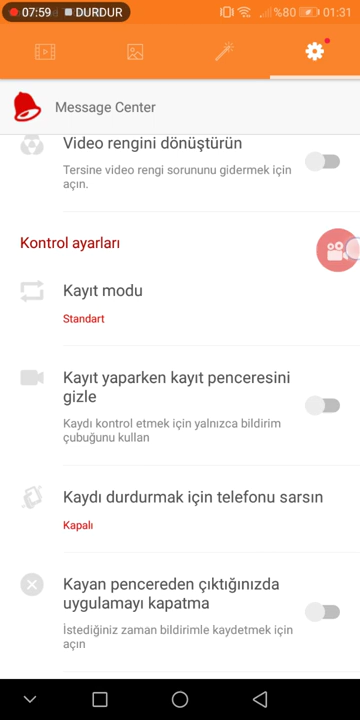 07:59 DURDUR %80 01:31
Message Center
Video rengini dönüştürün
Tersine video rengi sorununu gidermek için
açın.
Kontrol ayarları
Kayıt modu
Standart
Kayıt yaparken kayıt penceresini
gizle
Kaydı kontrol etmek için yalnızca bildirim
çubuğunu kullan
Kaydı durdurmak için telefonu sarsın
Kapalı
Kayan pencereden çıktığınızda
uygulamayı kapatma
İstediğiniz zaman bildirimle kaydetmek için
açın